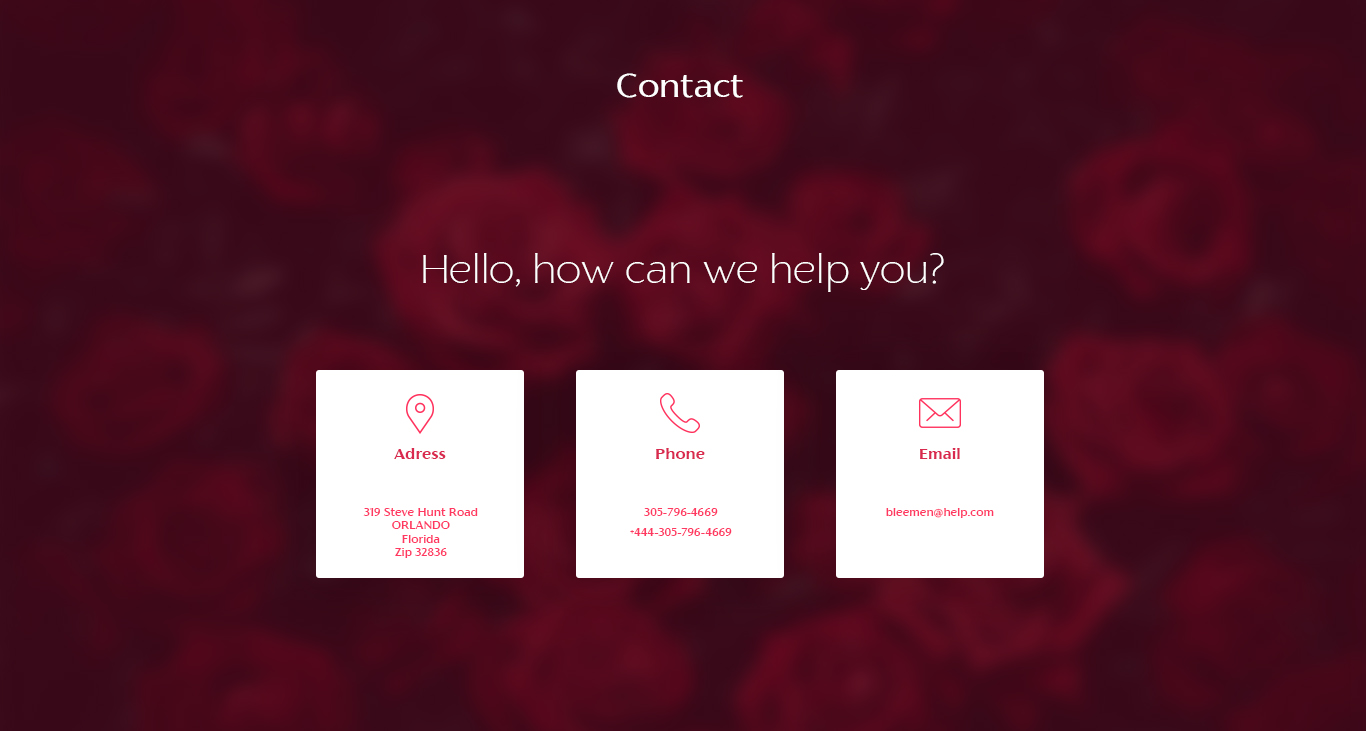 Contact
Hello, how can we help you?
Adress
319 Steve Hunt Road
ORLANDO
Florida
Zip 32836
Phone
305-796-4669
+444-305-796-4669
Email
bleemen@help.com